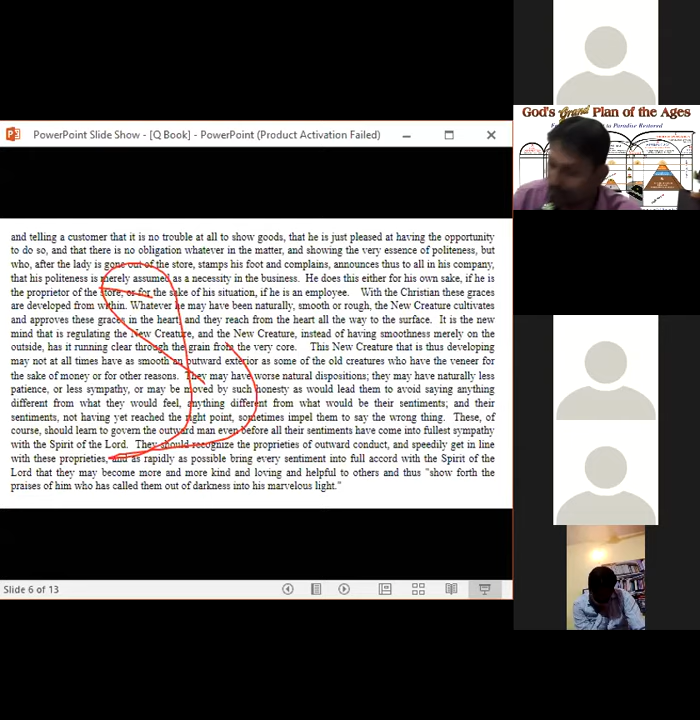 PowerPoint Slide Show - [Q Book] - PowerPoint (Product Activation Failed)
God's Grand Plan of the Ages
to Paradise Restored
and telling a customer that it is no trouble at all to show goods, that he is just pleased at having the opportunity
to do so, and that there is no obligation whatever in the matter, and showing the very essence of politeness, but
who, after the lady is gone out of the store, stamps his foot and complains, announces thus to all in his company,
that his politeness is merely assumed as a necessity in the business. He does this either for his own sake, if he is
the proprietor of the store, or for the sake of his situation, if he is an employee. With the Christian these graces
are developed from within. Whatever he may have been naturally, smooth or rough, the New Creature cultivates
and approves these graces in the heart, and they reach from the heart all the way to the surface. It is the new
mind that is regulating the New Creature, and the New Creature, instead of having smoothness merely on the
outside, has it running clear through the grain from the very core. This New Creature that is thus developing
may not at all times have as smooth an outward exterior as some of the old creatures who have the veneer for
the sake of money or for other reasons. They may have worse natural dispositions; they may have naturally less
patience, or less sympathy, or may be moved by such honesty as would lead them to avoid saying anything
different from what they would feel, anything different from what would be their sentiments; and their
sentiments, not having yet reached the right point, sometimes impel them to say the wrong thing. These, of
course, should learn to govern the outward man even before all their sentiments have come into fullest sympathy
with the Spirit of the Lord. They should recognize the proprieties of outward conduct, and speedily get in line
with these proprieties, and as rapidly as possible bring every sentiment into full accord with the Spirit of the
Lord that they may become more and more kind and loving and helpful to others and thus "show forth the
praises of him who has called them out of darkness into his marvelous light."
Slide 6 of 13